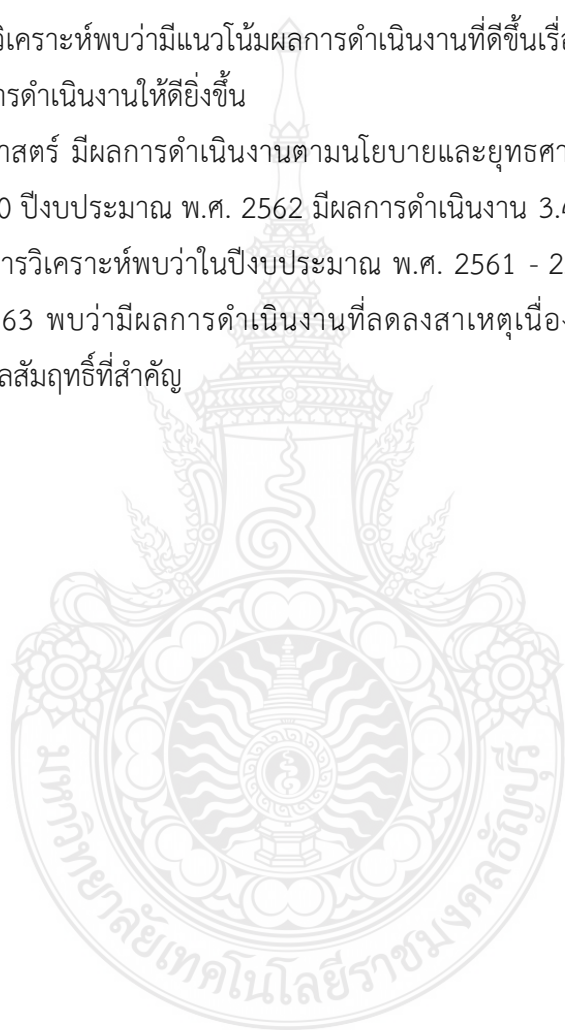 วิเคราะห์พบว่ามีแนวโน้มผลการดำเนินงานที่ดีขึ้นเรื่อ
การดำเนินงานให้ดียิ่งขึ้น
าสตร์ มีผลการดำเนินงานตามนโยบายและยุทธศา
0 ปีงบประมาณ พ.ศ. 2562 มีผลการดำเนินงาน 3.4
ารวิเคราะห์พบว่าในปีงบประมาณ พ.ศ. 2561 - 2
63 พบว่ามีผลการดำเนินงานที่ลดลงสาเหตุเนื่อง
ลสัมฤทธิ์ที่สำคัญ
มหาวิทยาลัยเทคโนโลยีราชมงคลธัญบุรี